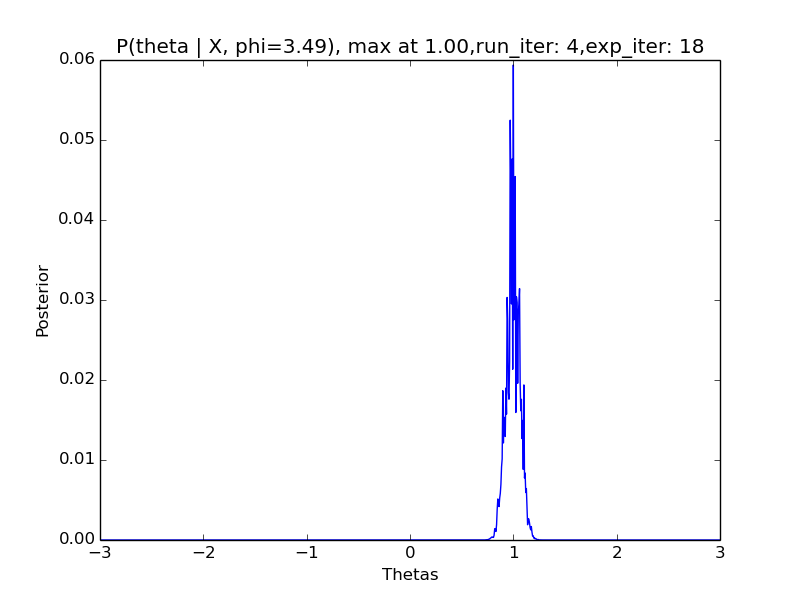 P(theta | X, phi=3.49), max at 1.00,run_iter: 4,exp_iter: 18
0.06
0.05
0.04
0.03
0.02
0.01
0.00
Posterior
−3 −2 −1 0 1 2 3
Thetas